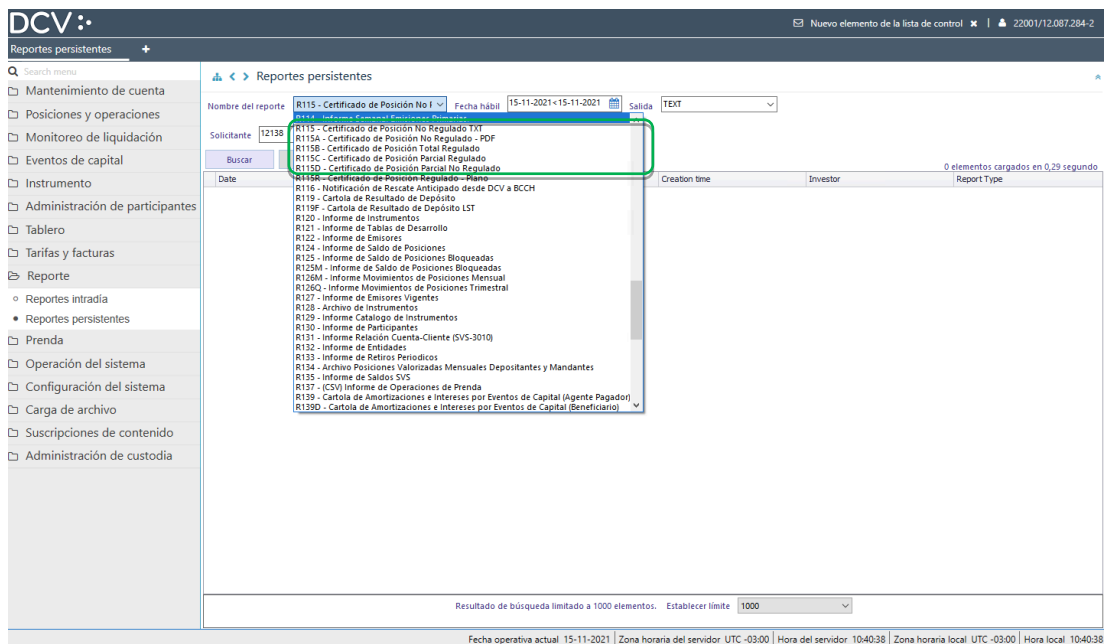 DCV
Nuevo elemento de la lista de control × | 22001/12.087.284-2
Reportes persistentes +
Search menu
Mantenimiento de cuenta
Posiciones y operaciones
Monitoreo de liquidación
Eventos de capital
Instrumento
Administración de participantes
Tablero
Tarifas y facturas
Reporte
Reportes intradía
Reportes persistentes
Prenda
Operación del sistema
Configuración del sistema
Carga de archivo
Suscripciones de contenido
Administración de custodia
Reportes persistentes
Nombre del reporte R115 - Certificado de Posición No Fecha hábil 15-11-2021<15-11-2021 Salida TEXT
Solicitante 12138
Buscar
0 elementos cargados en 0,29 segundo
Date Creation time Investor Report Type
R114 - Informe Semanal Emisiones Primarias
R115 - Certificado de Posición No Regulado TXT
R115A - Certificado de Posición No Regulado - PDF
R115B - Certificado de Posición Total Regulado
R115C - Certificado de Posición Parcial Regulado
R115D - Certificado de Posición Parcial No Regulado
R115R - Certificado de Posición Regulado - Plano
R116 - Notificación de Rescate Anticipado desde DCV a BCCH
R119 - Cartola de Resultado de Depósito
R119F - Cartola de Resultado de Depósito LST
R120 - Informe de Instrumentos
R121 - Informe de Tablas de Desarrollo
R122 - Informe de Emisores
R124 - Informe de Saldo de Posiciones
R125 - Informe de Saldo de Posiciones Bloqueadas
R125M - Informe de Saldo de Posiciones Bloqueadas
R126M - Informe Movimientos de Posiciones Mensual
R126Q - Informe Movimientos de Posiciones Trimestral
R127 - Informe de Emisores Vigentes
R128 - Archivo de Instrumentos
R129 - Informe Catalogo de Instrumentos
R130 - Informe de Participantes
R131 - Informe Relación Cuenta-Cliente (SVS-3010)
R132 - Informe de Entidades
R133 - Informe de Retiros Periodicos
R134 - Archivo Posiciones Valorizadas Mensuales Depositantes y Mandantes
R135 - Informe de Saldos SVS
R137 - (CSV) Informe de Operaciones de Prenda
R139 - Cartola de Amortizaciones e Intereses por Eventos de Capital (Agente Pagador)
R139D - Cartola de Amortizaciones e Intereses por Eventos de Capital (Beneficiario)
Resultado de búsqueda limitado a 1000 elementos. Establecer límite 1000
Fecha operativa actual 15-11-2021 | Zona horaria del servidor UTC -03:00 | Hora del servidor 10:40:38 | Zona horaria local UTC -03:00 | Hora local 10:40:38